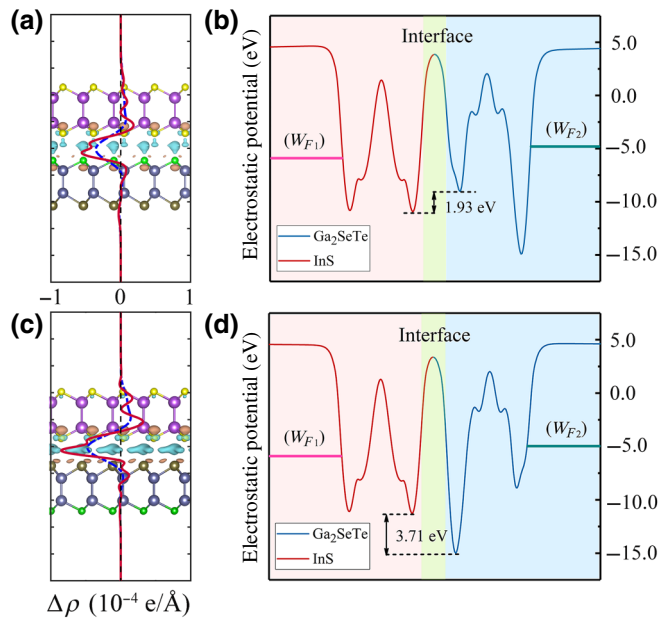 (a)
−1 0 1
(b)
Electrostatic potential (eV)
Interface
(W_F1)
(W_F2)
1.93 eV
Ga₂SeTe
InS
5.0
0.0
−5.0
−10.0
−15.0
(c)
Δρ (10⁻⁴ e/Å)
(d)
Electrostatic potential (eV)
Interface
(W_F1)
(W_F2)
3.71 eV
Ga₂SeTe
InS
5.0
0.0
−5.0
−10.0
−15.0